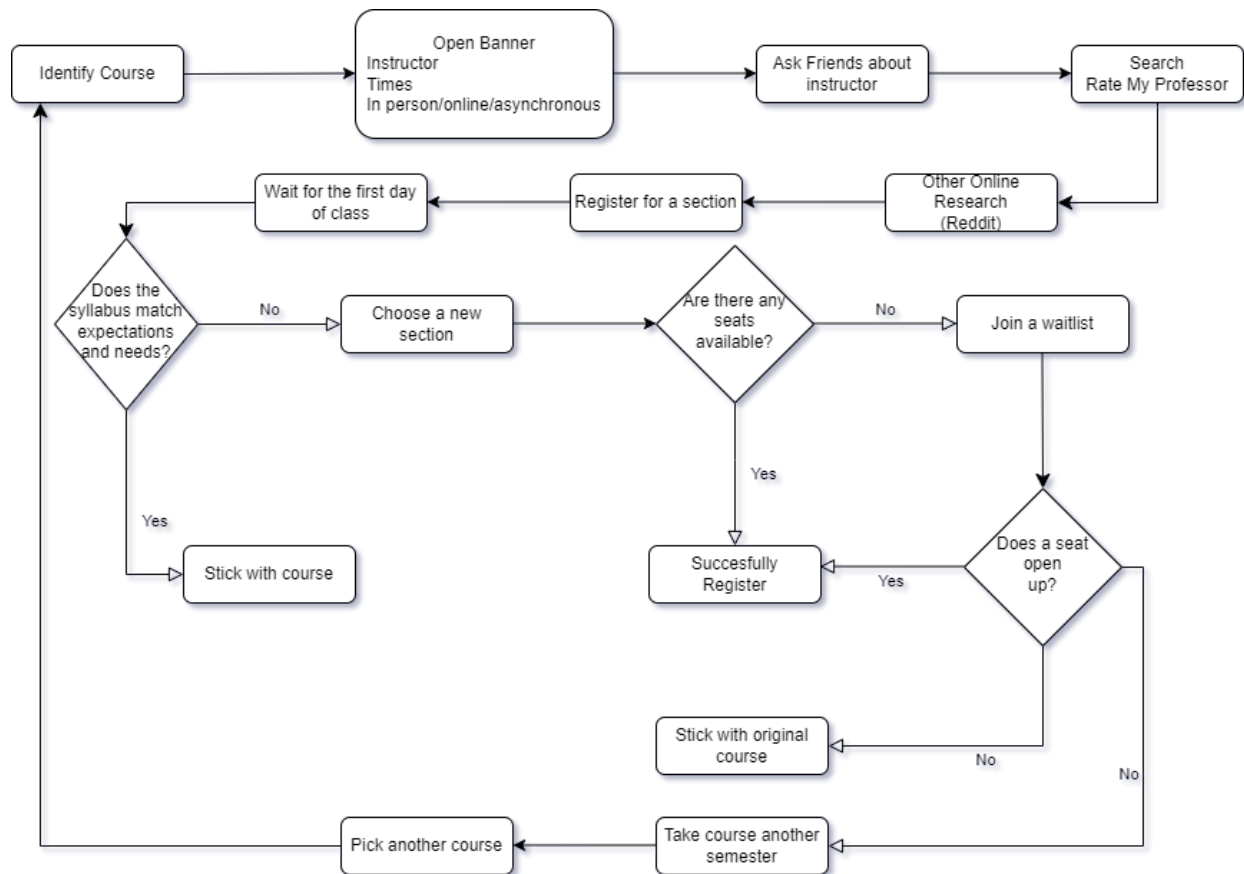 Identify Course
Open Banner
Instructor
Times
In person/online/asynchronous
Ask Friends about
instructor
Search
Rate My Professor
Other Online
Research
(Reddit)
Register for a section
Wait for the first day
of class
Does the
syllabus match
expectations
and needs?
No
Choose a new
section
Are there any
seats
available?
No
Join a waitlist
Yes
Stick with course
Yes
Succesfully
Register
Yes
Does a seat
open
up?
Stick with original
course
No
No
Take course another
semester
Pick another course